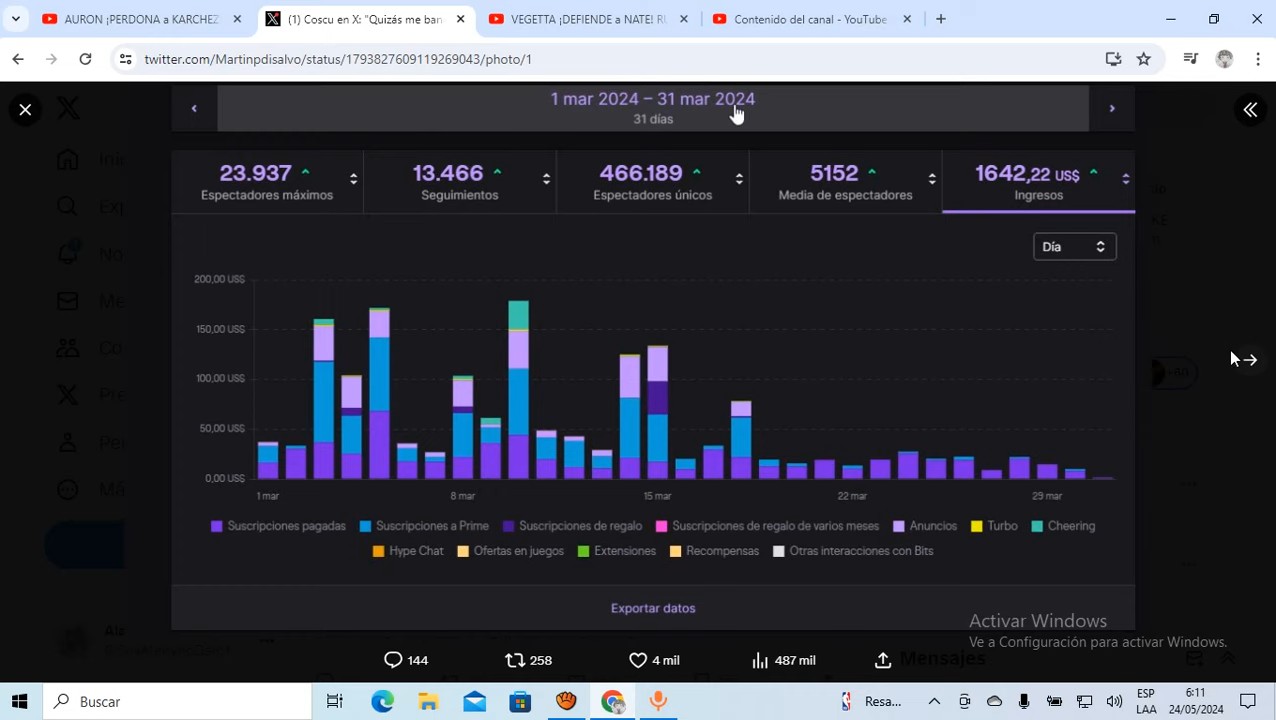 AURON ¡PERDONA a KARCHEZ
(1) Coscu en X: "Quizás me ban
VEGETTA ¡DEFIENDE a NATE! RU
Contenido del canal - YouTube
twitter.com/Martinpdisalvo/status/1793827609119269043/photo/1
1 mar 2024 – 31 mar 2024
31 días
23.937
Espectadores máximos
13.466
Seguimientos
466.189
Espectadores únicos
5152
Media de espectadores
1642,22 US$
Ingresos
Día
200,00 US$
150,00 US$
100,00 US$
50,00 US$
0,00 US$
1 mar 8 mar 15 mar 22 mar 29 mar
Suscripciones pagadas Suscripciones a Prime Suscripciones de regalo Suscripciones de regalo de varios meses Anuncios Turbo Cheering
Hype Chat Ofertas en juegos Extensiones Recompensas Otras interacciones con Bits
Exportar datos
Activar Windows
Ve a Configuración para activar Windows.
144 258 4 mil 487 mil
Mensajes
Buscar
Resa...
ESP
LAA
6:11
24/05/2024